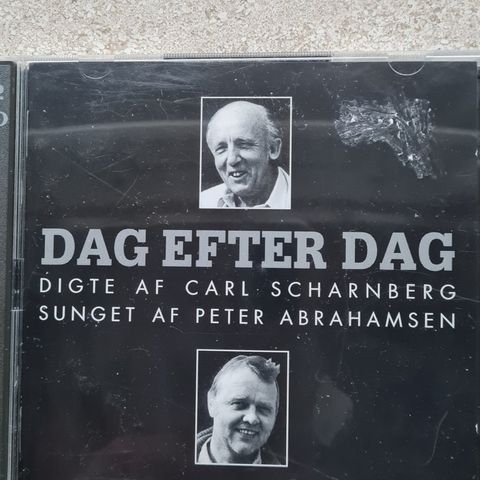 DAG EFTER DAG
DIGTE AF CARL SCHARNBERG
SUNGET AF PETER ABRAHAMSEN